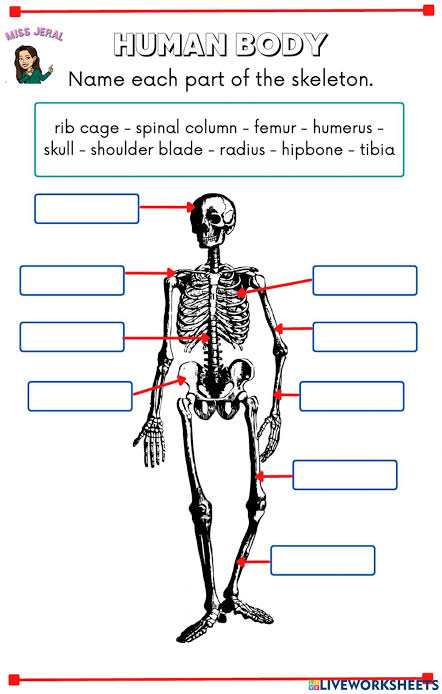 MISS JERAL
HUMAN BODY
Name each part of the skeleton.
rib cage - spinal column - femur - humerus -
skull - shoulder blade - radius - hipbone - tibia
LIVEWORKSHEETS